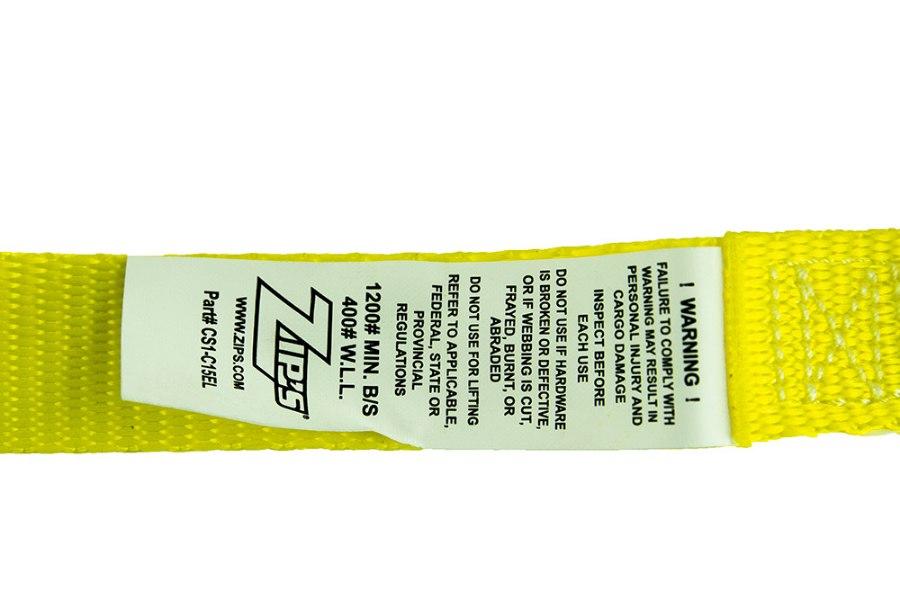 ! WARNING !
FAILURE TO COMPLY WITH
WARNING MAY RESULT IN
PERSONAL INJURY AND
CARGO DAMAGE
INSPECT BEFORE
EACH USE
DO NOT USE IF HARDWARE
IS BROKEN OR DEFECTIVE,
OR IF WEBBING IS CUT,
FRAYED, BURNT, OR
ABRADED
DO NOT USE FOR LIFTING
REFER TO APPLICABLE,
FEDERAL, STATE OR
PROVINCIAL
REGULATIONS
1200# MIN. B/S
400# W.L.L.
ZIP'S®
WWW.ZIPS.COM
Part# CS1-C15EL